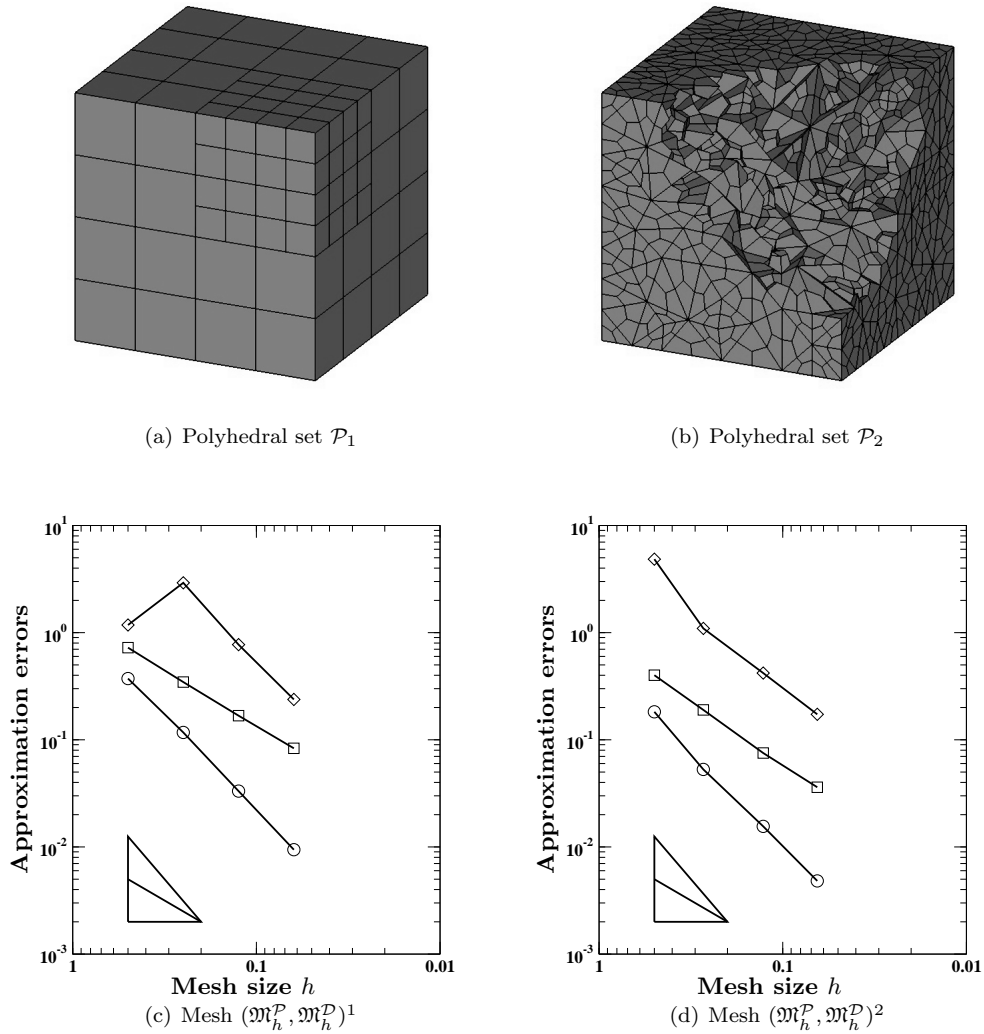 (a) Polyhedral set 𝒫₁
(b) Polyhedral set 𝒫₂
Approximation errors
10¹
10⁰
10⁻¹
10⁻²
10⁻³
1
0.1
0.01
Mesh size h
(c) Mesh (𝔐ₕ^𝒫, 𝔐ₕ^𝒟)¹
Approximation errors
10¹
10⁰
10⁻¹
10⁻²
10⁻³
1
0.1
0.01
Mesh size h
(d) Mesh (𝔐ₕ^𝒫, 𝔐ₕ^𝒟)²